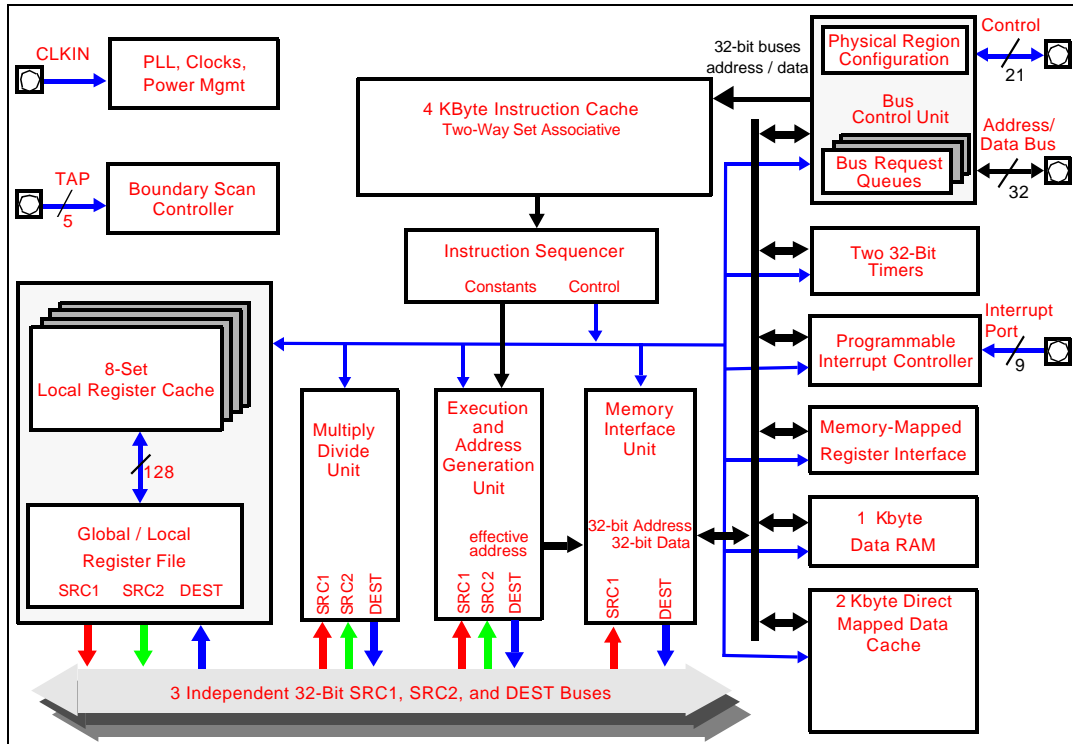 CLKIN
PLL, Clocks,
Power Mgmt
TAP
5
Boundary Scan
Controller
4 KByte Instruction Cache
Two-Way Set Associative
32-bit buses
address / data
Physical Region
Configuration
Bus
Control Unit
Bus Request
Queues
Control
21
Address/
Data Bus
32
Instruction Sequencer
Constants
Control
Two 32-Bit
Timers
Programmable
Interrupt Controller
Interrupt
Port
9
8-Set
Local Register Cache
128
Global / Local
Register File
SRC1
SRC2
DEST
Multiply
Divide
Unit
SRC1
SRC2
DEST
Execution
and
Address
Generation
Unit
effective
address
SRC1
SRC2
DEST
Memory
Interface
Unit
32-bit Address
32-bit Data
SRC1
DEST
Memory-Mapped
Register Interface
1 Kbyte
Data RAM
2 Kbyte Direct
Mapped Data
Cache
3 Independent 32-Bit SRC1, SRC2, and DEST Buses